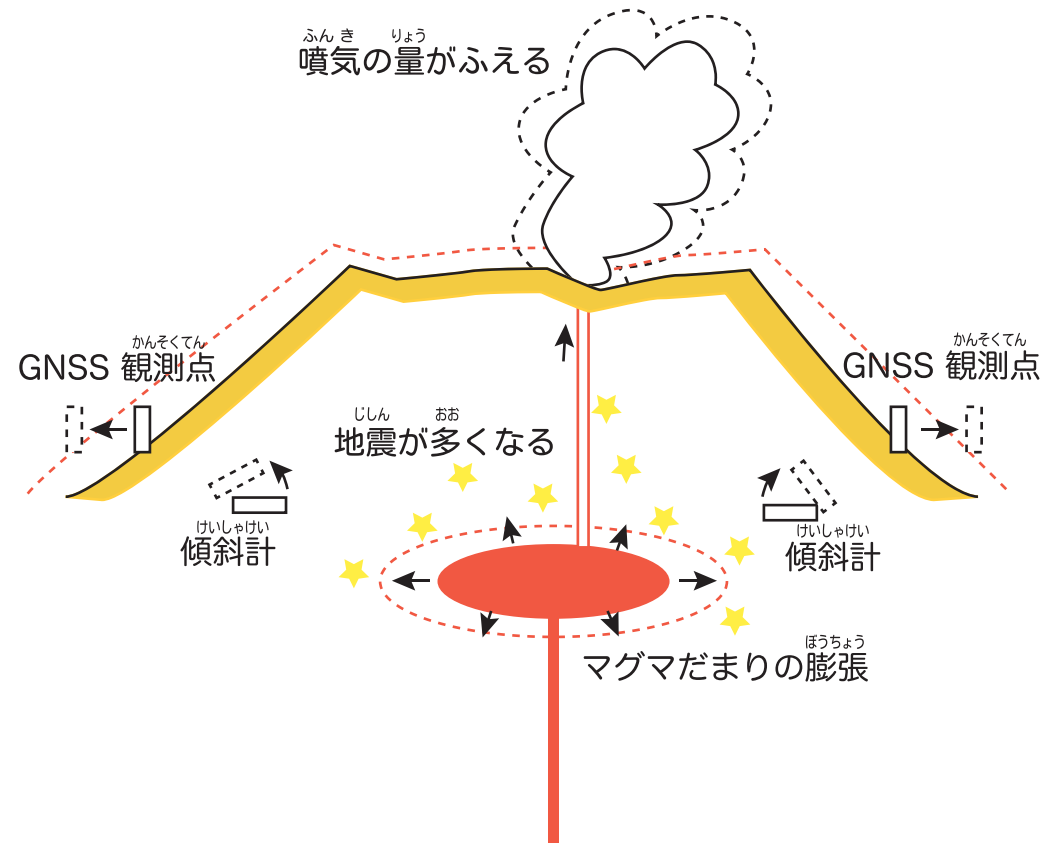 ふん き りょう
噴気の量がふえる
かんそくてん
GNSS 観測点
かんそくてん
GNSS 観測点
じしん おお
地震が多くなる
けいしゃけい
傾斜計
けいしゃけい
傾斜計
ぼうちょう
マグマだまりの膨張